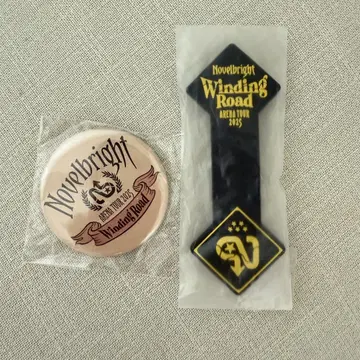 Novelbright
ARENA TOUR 2025
Winding Road
Novelbright
Winding
Road
ARENA TOUR
2025